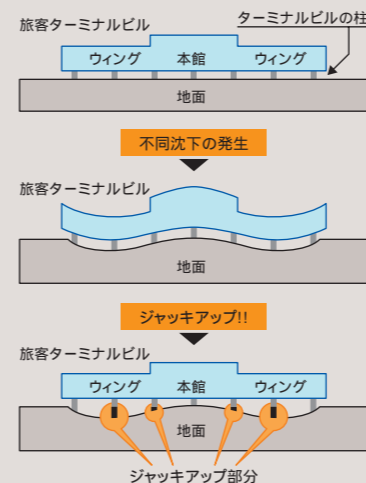 旅客ターミナルビル
ターミナルビルの柱
ウィング 本館 ウィング
地面
不同沈下の発生
旅客ターミナルビル
地面
ジャッキアップ!!
旅客ターミナルビル
ウィング 本館 ウィング
地面
ジャッキアップ部分